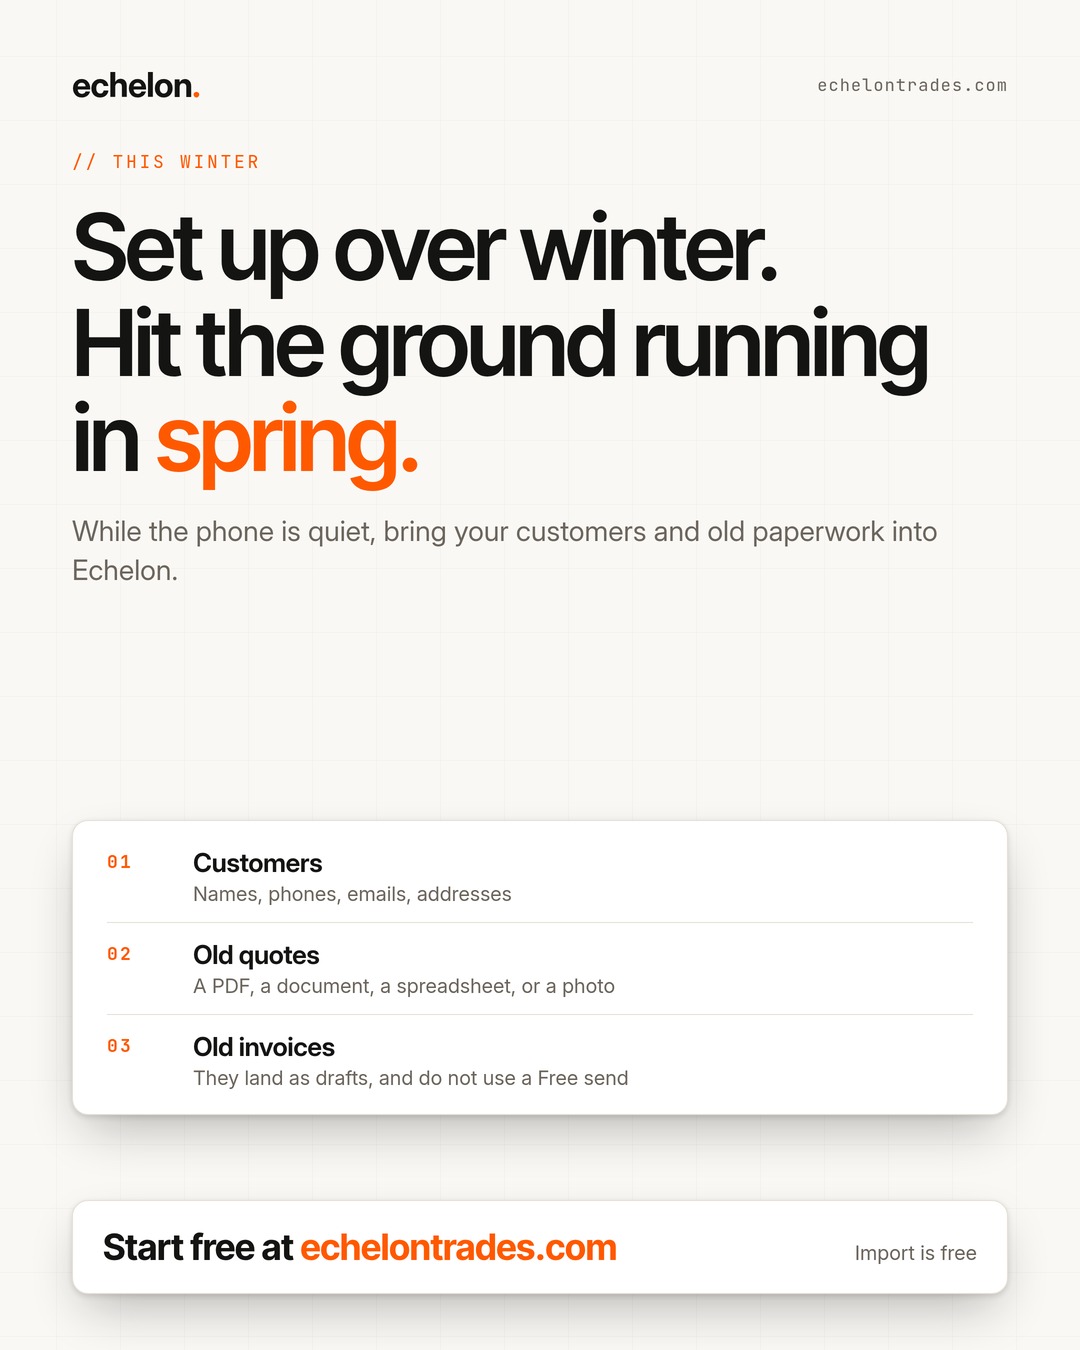 echelon.
echelontrades.com
// THIS WINTER
Set up over winter.
Hit the ground running
in spring.
While the phone is quiet, bring your customers and old paperwork into
Echelon.
01
Customers
Names, phones, emails, addresses
02
Old quotes
A PDF, a document, a spreadsheet, or a photo
03
Old invoices
They land as drafts, and do not use a Free send
Start free at echelontrades.com
Import is free